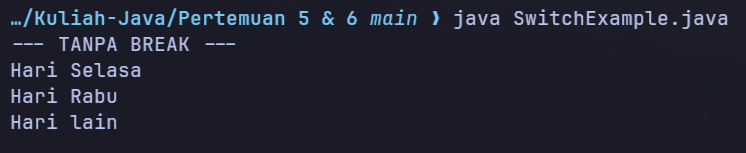 …/Kuliah-Java/Pertemuan 5 & 6 main ❱ java SwitchExample.java
--- TANPA BREAK ---
Hari Selasa
Hari Rabu
Hari lain